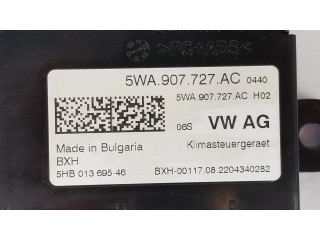 >PC+ABS<
5WA.907.727.AC 0440
5WA.907.727.AC H02
06S VW AG
Made in Bulgaria
BXH
Klimasteuergeraet
5HB 013 695-46
BXH-00117.08.2204340282